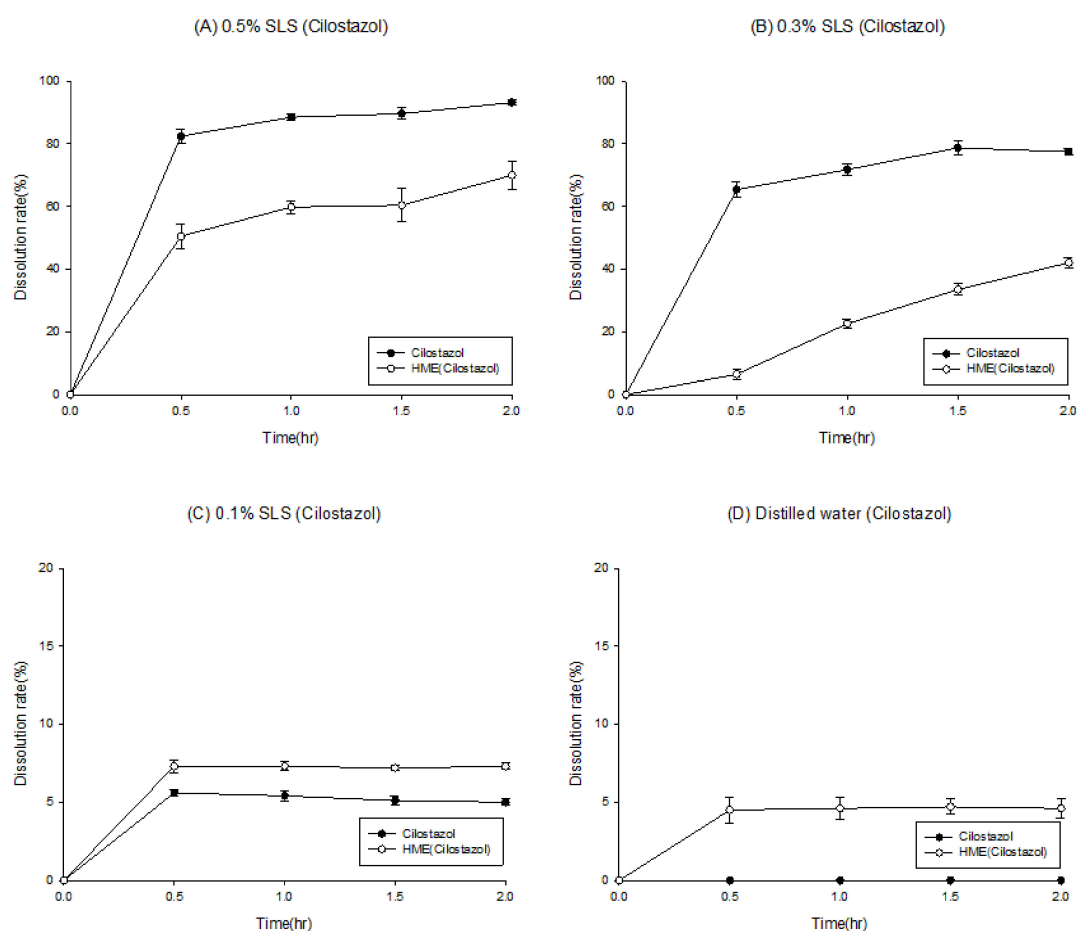 (A) 0.5% SLS (Cilostazol)
100
80
60
40
20
0
Dissolution rate(%)
Cilostazol
HME(Cilostazol)
0.0 0.5 1.0 1.5 2.0
Time(hr)
(B) 0.3% SLS (Cilostazol)
100
80
60
40
20
0
Dissolution rate(%)
Cilostazol
HME(Cilostazol)
0.0 0.5 1.0 1.5 2.0
Time(hr)
(C) 0.1% SLS (Cilostazol)
20
15
10
5
0
Dissolution rate(%)
Cilostazol
HME(Cilostazol)
0.0 0.5 1.0 1.5 2.0
Time(hr)
(D) Distilled water (Cilostazol)
20
15
10
5
0
Dissolution rate(%)
Cilostazol
HME(Cilostazol)
0.0 0.5 1.0 1.5 2.0
Time(hr)